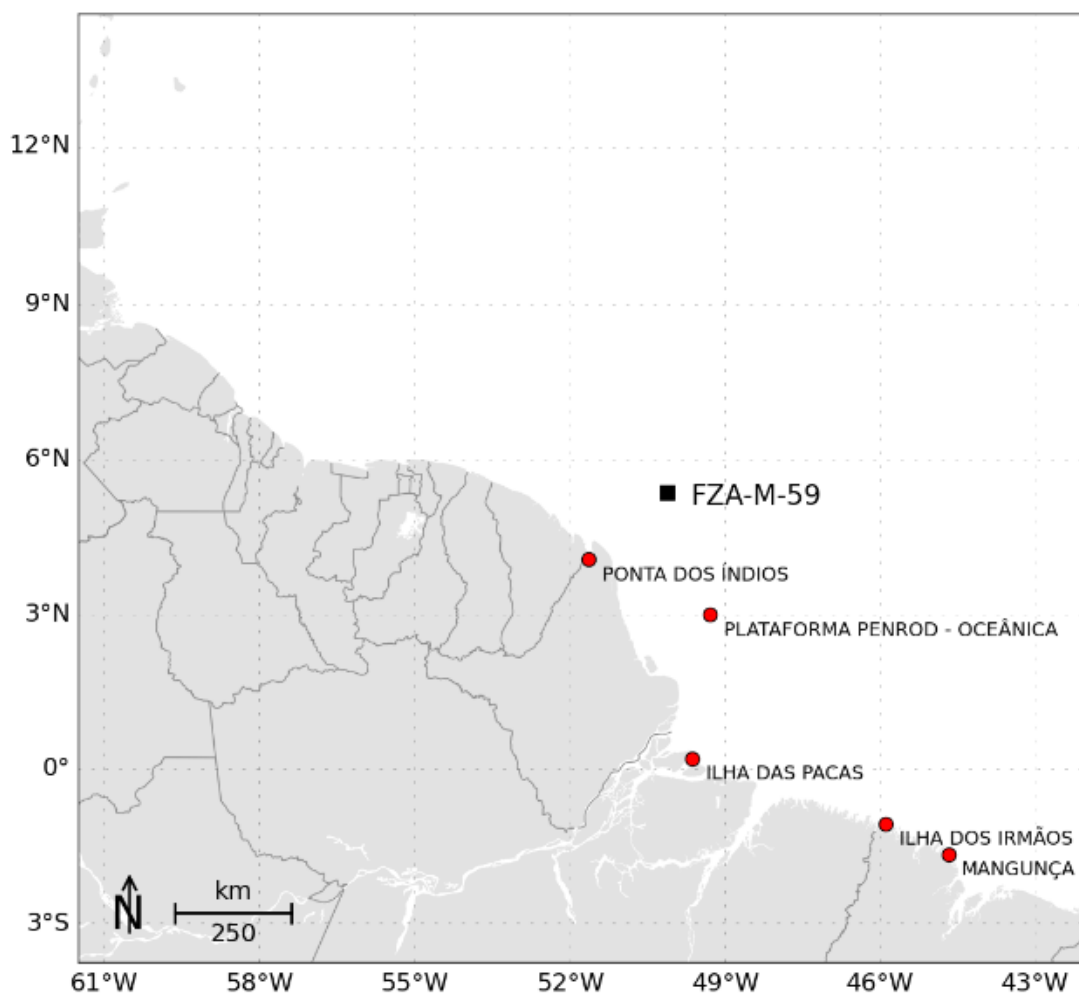 12°N
9°N
6°N
FZA-M-59
PONTA DOS ÍNDIOS
3°N
PLATAFORMA PENROD - OCEÂNICA
0°
ILHA DAS PACAS
ILHA DOS IRMÃOS
MANGUNÇA
N
km
250
3°S
61°W 58°W 55°W 52°W 49°W 46°W 43°W